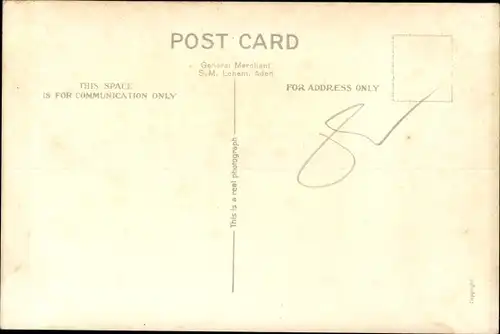 POST CARD
General Merchant
S.M. Lohani, Aden
THIS SPACE
IS FOR COMMUNICATION ONLY
FOR ADDRESS ONLY
This is a real photograph
Copyright